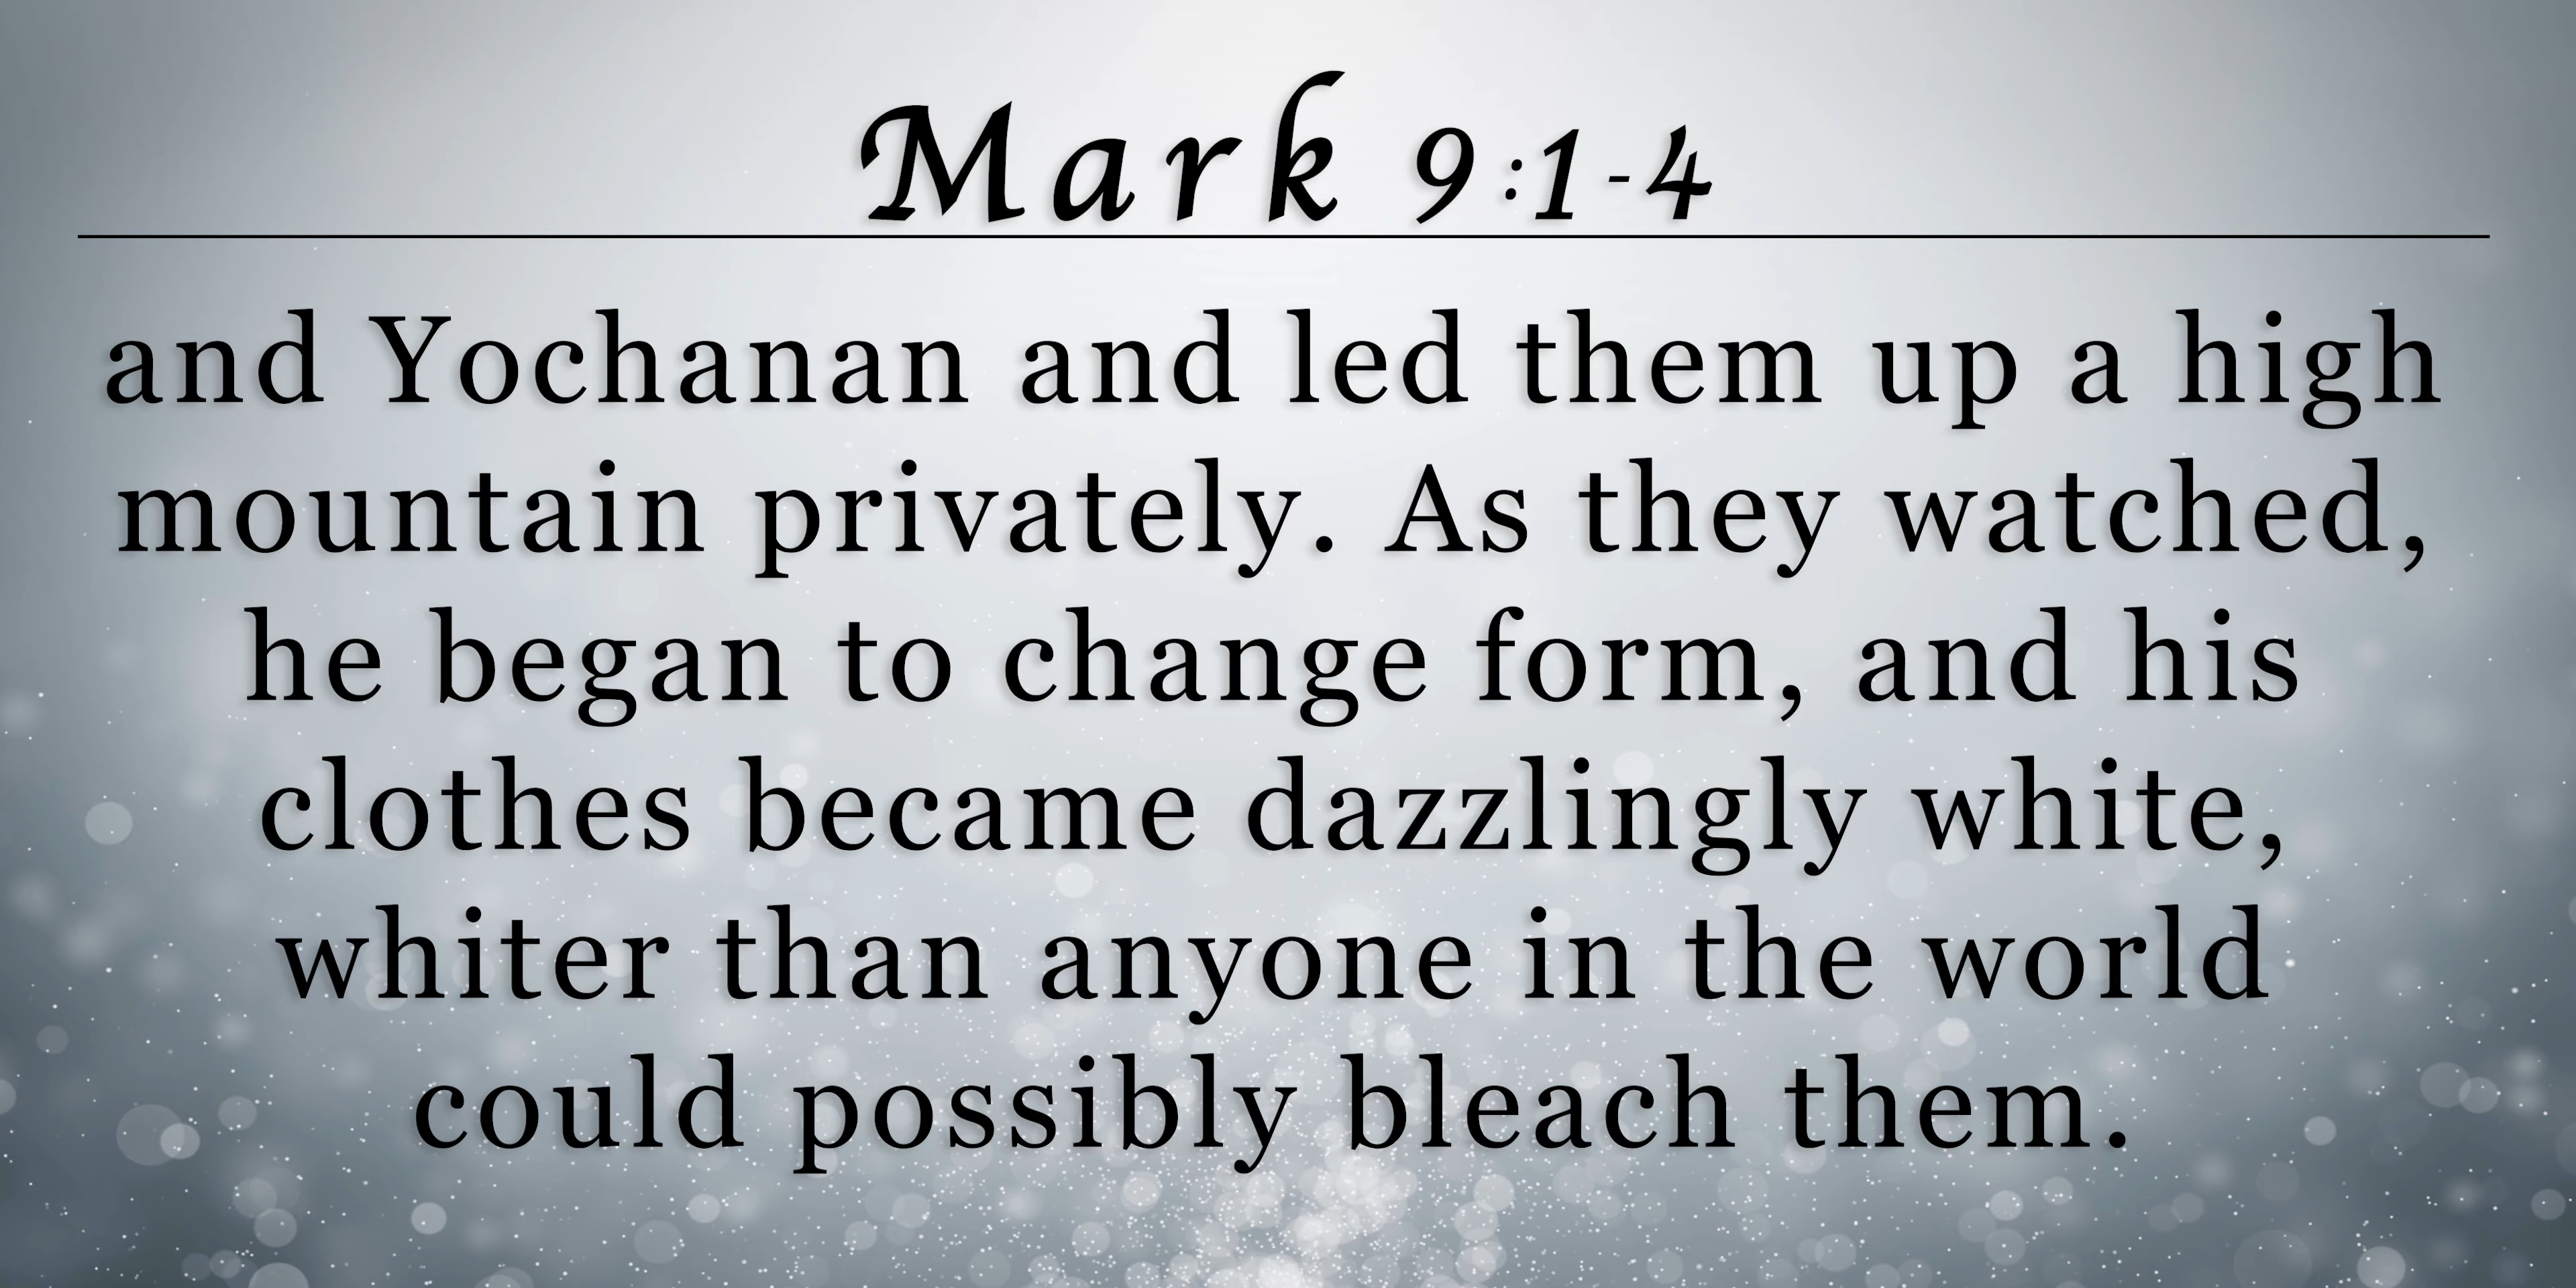 Mark 9:1-4
and Yochanan and led them up a high
mountain privately. As they watched,
he began to change form, and his
clothes became dazzlingly white,
whiter than anyone in the world
could possibly bleach them.